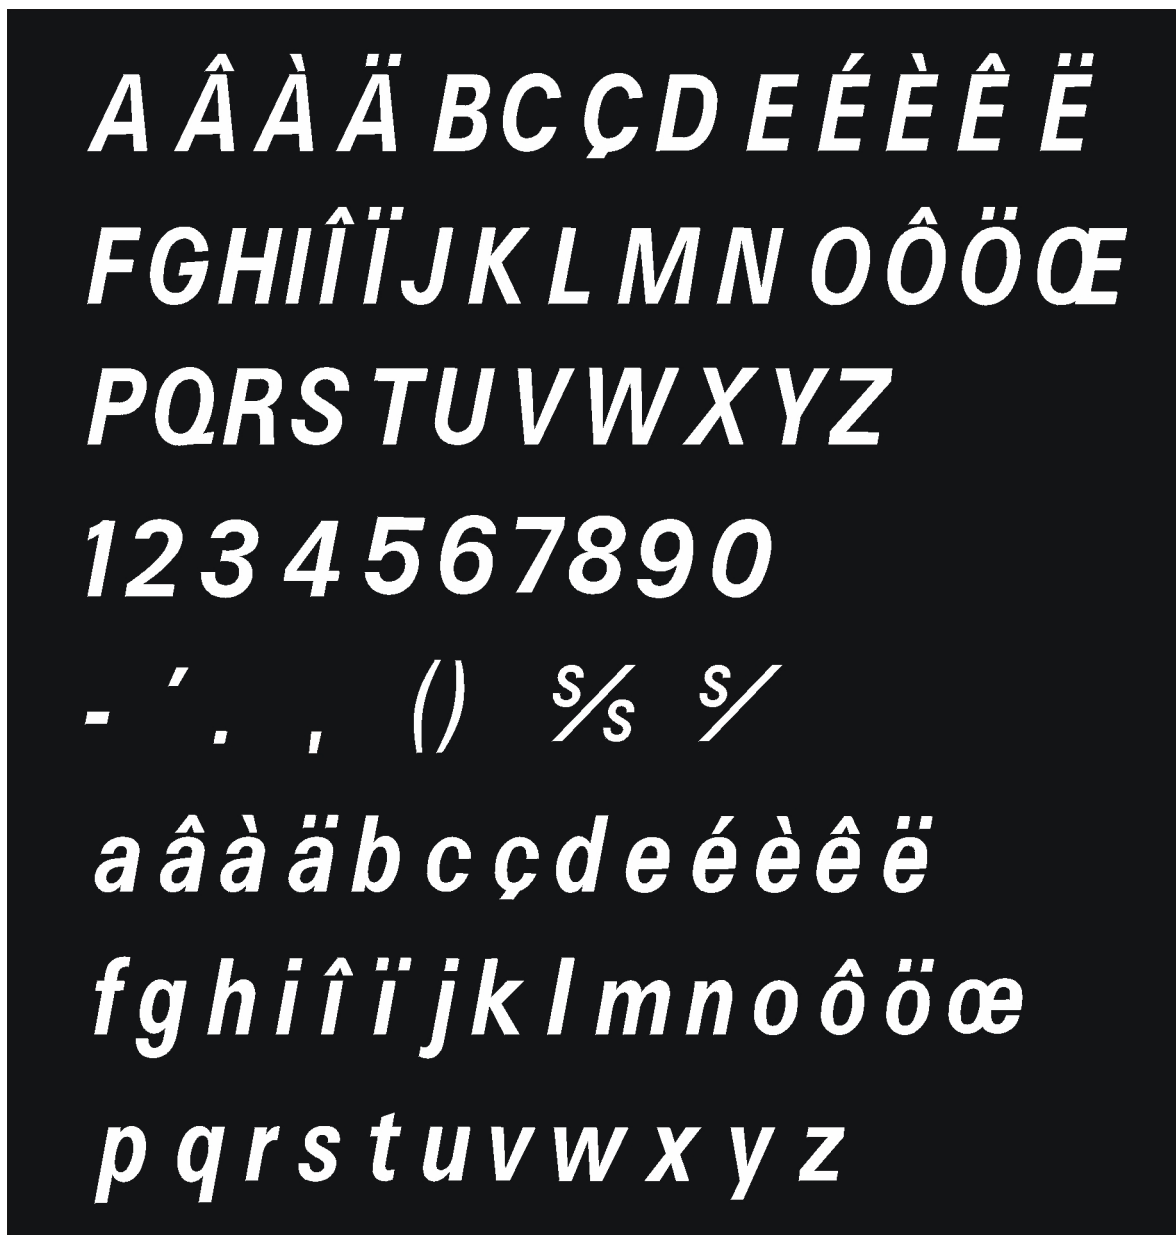 A Â À Ä B C Ç D E É È Ê Ë
F G H I Î Ï J K L M N O Ô Ö Œ
P Q R S T U V W X Y Z
1 2 3 4 5 6 7 8 9 0
- ′ . , ( ) S/S S/
a â à ä b c ç d e é è ê ë
f g h i î ï j k l m n o ô ö œ
p q r s t u v w x y z